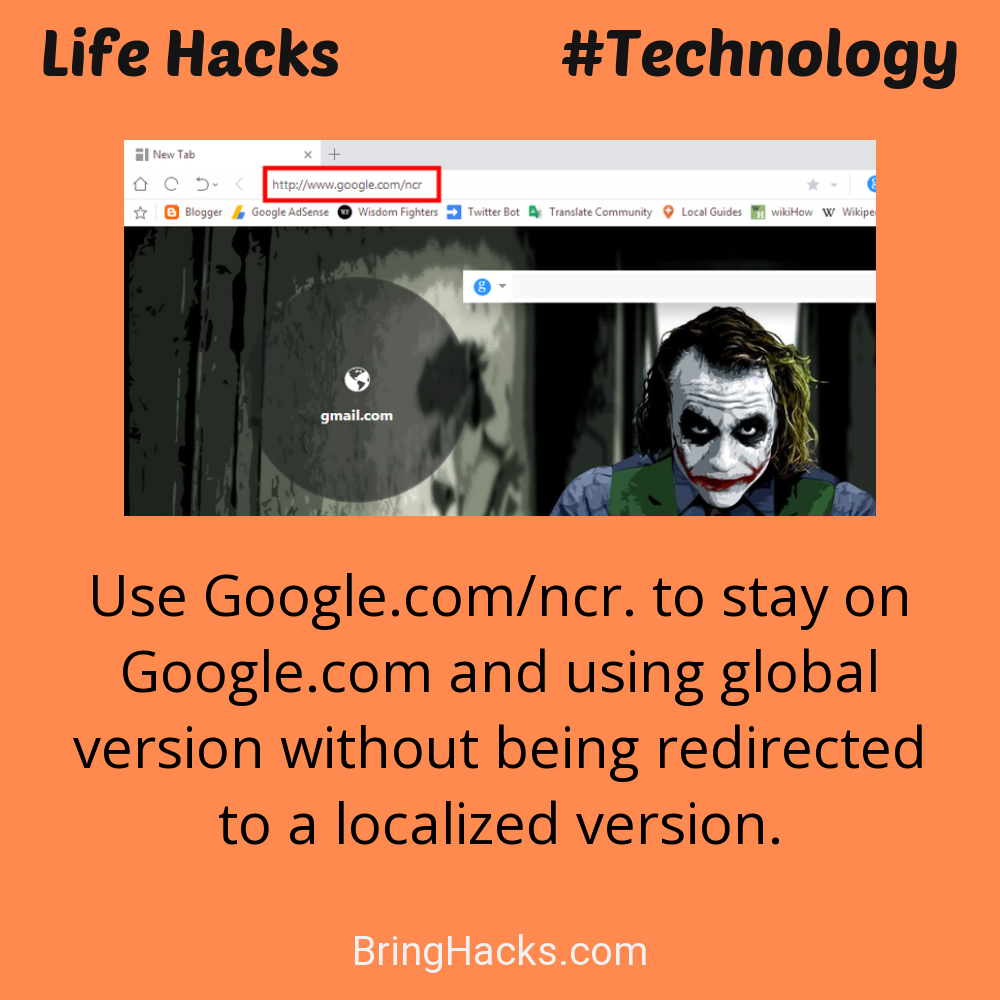 Life Hacks #Technology
New Tab
http://www.google.com/ncr
Blogger Google AdSense Wisdom Fighters Twitter Bot Translate Community Local Guides wikiHow Wikipe
g
gmail.com
Use Google.com/ncr. to stay on
Google.com and using global
version without being redirected
to a localized version.
BringHacks.com